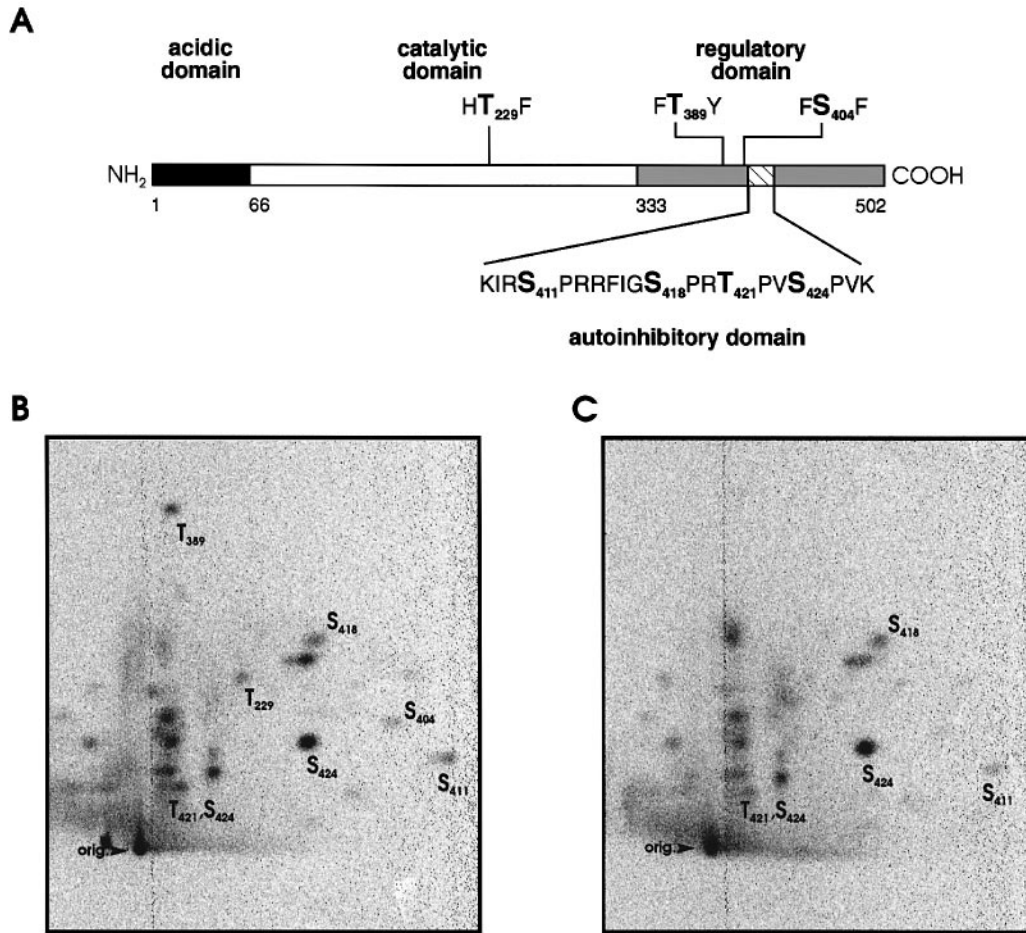 A
acidic domain
catalytic domain
regulatory domain
HT229F
FT389Y
FS404F
NH2
COOH
1
66
333
502
KIRS411PRRFIGS418PRT421PVS424PVK
autoinhibitory domain
B
T389
S418
T229
S404
S424
S411
T421,S424
orig.
C
S418
S424
S411
T421,S424
orig.